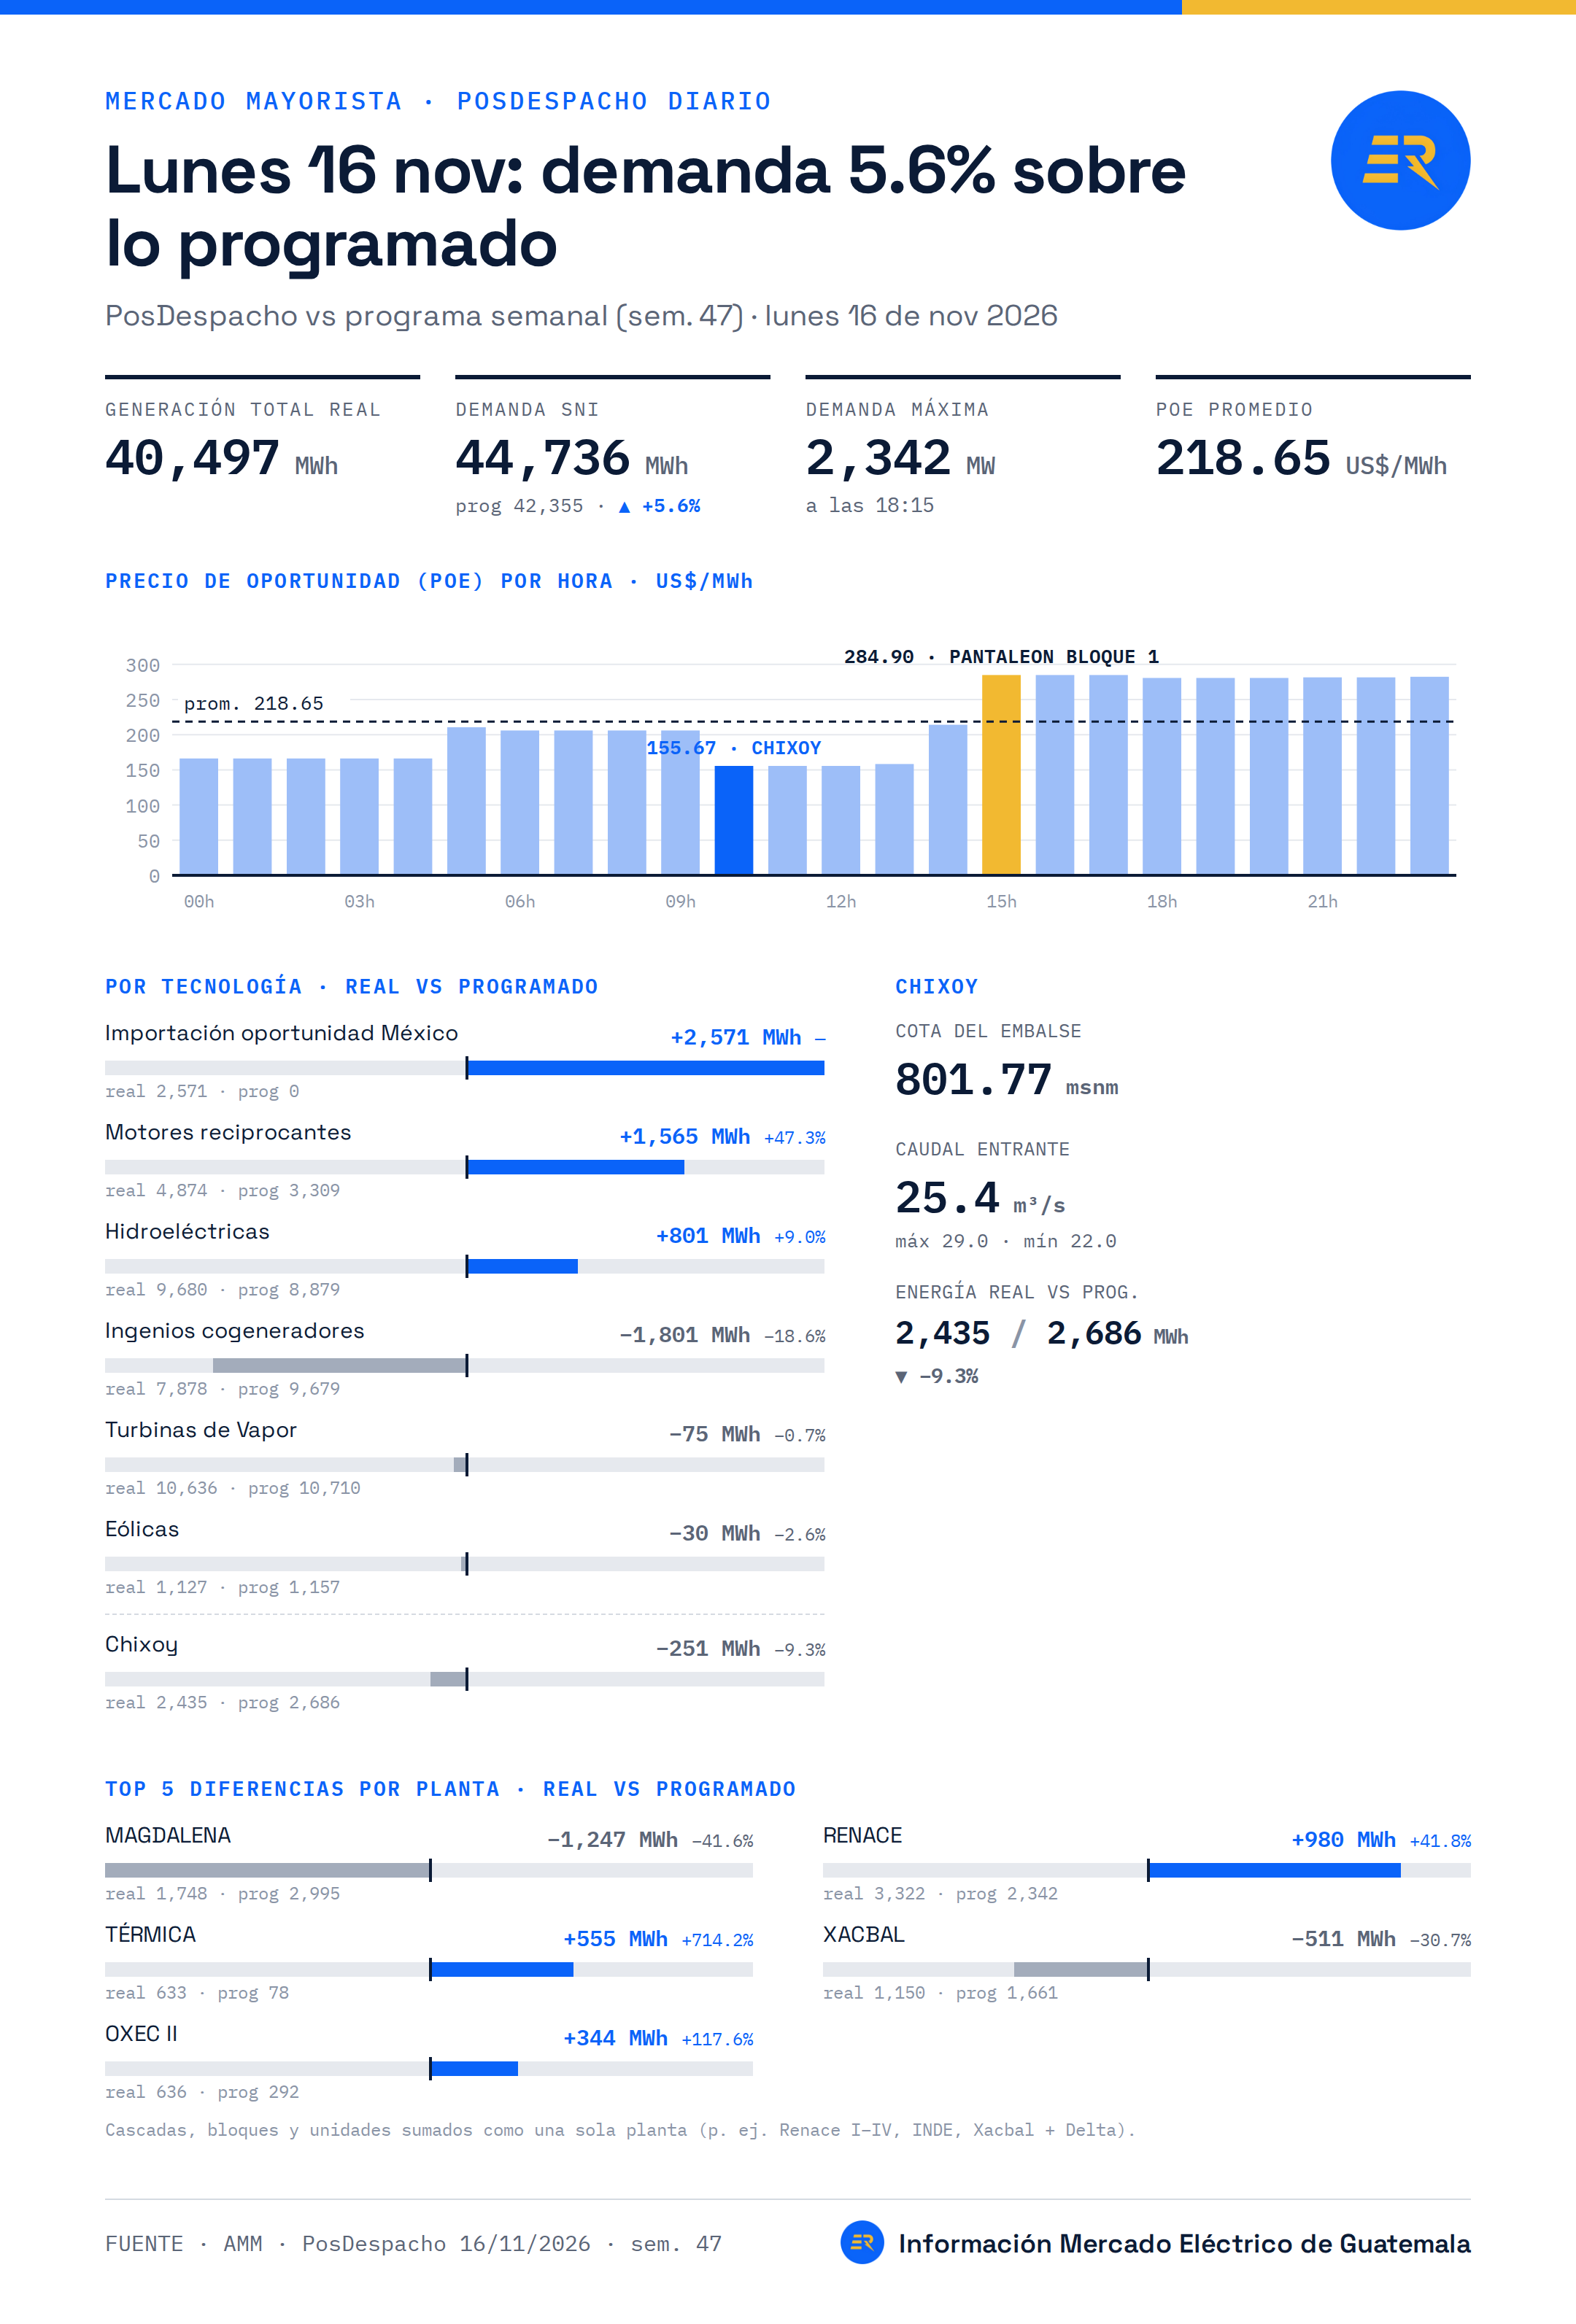 MERCADO MAYORISTA · POSDESPACHO DIARIO
Lunes 16 nov: demanda 5.6% sobre
lo programado
PosDespacho vs programa semanal (sem. 47) · lunes 16 de nov 2026
ER
GENERACIÓN TOTAL REAL
40,497 MWh
DEMANDA SNI
44,736 MWh
prog 42,355 · ▲ +5.6%
DEMANDA MÁXIMA
2,342 MW
a las 18:15
POE PROMEDIO
218.65 US$/MWh
PRECIO DE OPORTUNIDAD (POE) POR HORA · US$/MWh
284.90 · PANTALEON BLOQUE 1
300
250
prom. 218.65
200
155.67 · CHIXOY
150
100
50
0
00h 03h 06h 09h 12h 15h 18h 21h
POR TECNOLOGÍA · REAL VS PROGRAMADO
Importación oportunidad México +2,571 MWh —
real 2,571 · prog 0
Motores reciprocantes +1,565 MWh +47.3%
real 4,874 · prog 3,309
Hidroeléctricas +801 MWh +9.0%
real 9,680 · prog 8,879
Ingenios cogeneradores −1,801 MWh −18.6%
real 7,878 · prog 9,679
Turbinas de Vapor −75 MWh −0.7%
real 10,636 · prog 10,710
Eólicas −30 MWh −2.6%
real 1,127 · prog 1,157
Chixoy −251 MWh −9.3%
real 2,435 · prog 2,686
CHIXOY
COTA DEL EMBALSE
801.77 msnm
CAUDAL ENTRANTE
25.4 m³/s
máx 29.0 · mín 22.0
ENERGÍA REAL VS PROG.
2,435 / 2,686 MWh
▼ −9.3%
TOP 5 DIFERENCIAS POR PLANTA · REAL VS PROGRAMADO
MAGDALENA −1,247 MWh −41.6%
real 1,748 · prog 2,995
RENACE +980 MWh +41.8%
real 3,322 · prog 2,342
TÉRMICA +555 MWh +714.2%
real 633 · prog 78
XACBAL −511 MWh −30.7%
real 1,150 · prog 1,661
OXEC II +344 MWh +117.6%
real 636 · prog 292
Cascadas, bloques y unidades sumados como una sola planta (p. ej. Renace I–IV, INDE, Xacbal + Delta).
FUENTE · AMM · PosDespacho 16/11/2026 · sem. 47
ER Información Mercado Eléctrico de Guatemala